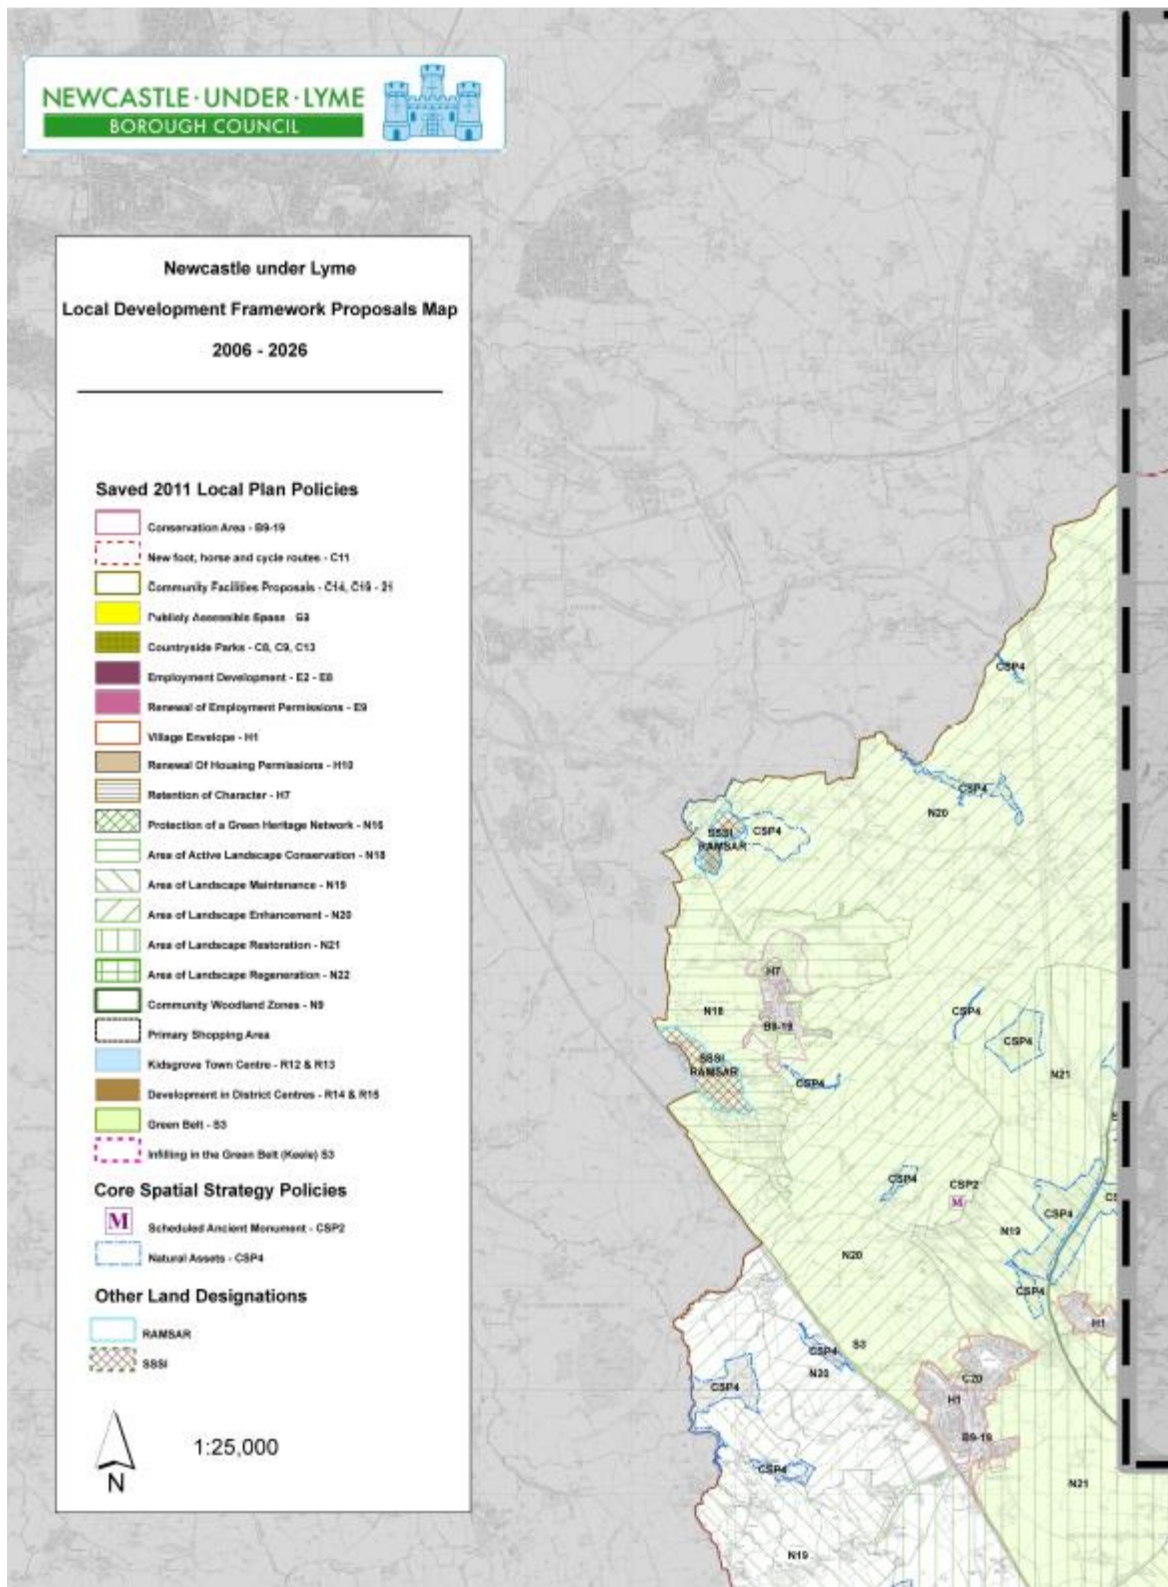 NEWCASTLE·UNDER·LYME
BOROUGH COUNCIL
Newcastle under Lyme
Local Development Framework Proposals Map
2006 - 2026
Saved 2011 Local Plan Policies
Conservation Area - B9-19
New foot, horse and cycle routes - C11
Community Facilities Proposals - C14, C19 - 21
Publicly Accessible Space -
Countryside Parks - C8, C9, C13
Employment Development - E2 - E8
Renewal of Employment Permissions - E9
Village Envelope - H1
Renewal Of Housing Permissions - H10
Retention of Character - H7
Protection of a Green Heritage Network - N16
Area of Active Landscape Conservation - N18
Area of Landscape Maintenance - N19
Area of Landscape Enhancement - N20
Area of Landscape Restoration - N21
Area of Landscape Regeneration - N22
Community Woodland Zones - N9
Primary Shopping Area
Kidsgrove Town Centre - R12 & R13
Development in District Centres - R14 & R15
Green Belt - S3
Infilling in the Green Belt (Keele) S3
Core Spatial Strategy Policies
M
Scheduled Ancient Monument - CSP2
Natural Assets - CSP4
Other Land Designations
RAMSAR
SSSI
N
1:25,000
CSP4
CSP4
N20
SSSI
RAMSAR
CSP4
H7
N18
B9-19
CSP4
CSP4
N21
SSSI
RAMSAR
CSP4
CSP4
CSP2
M
CSP4
N19
N20
CSP4
H1
S3
CSP4
N20
CSP4
C20
H1
B9-19
CSP4
N21
N19